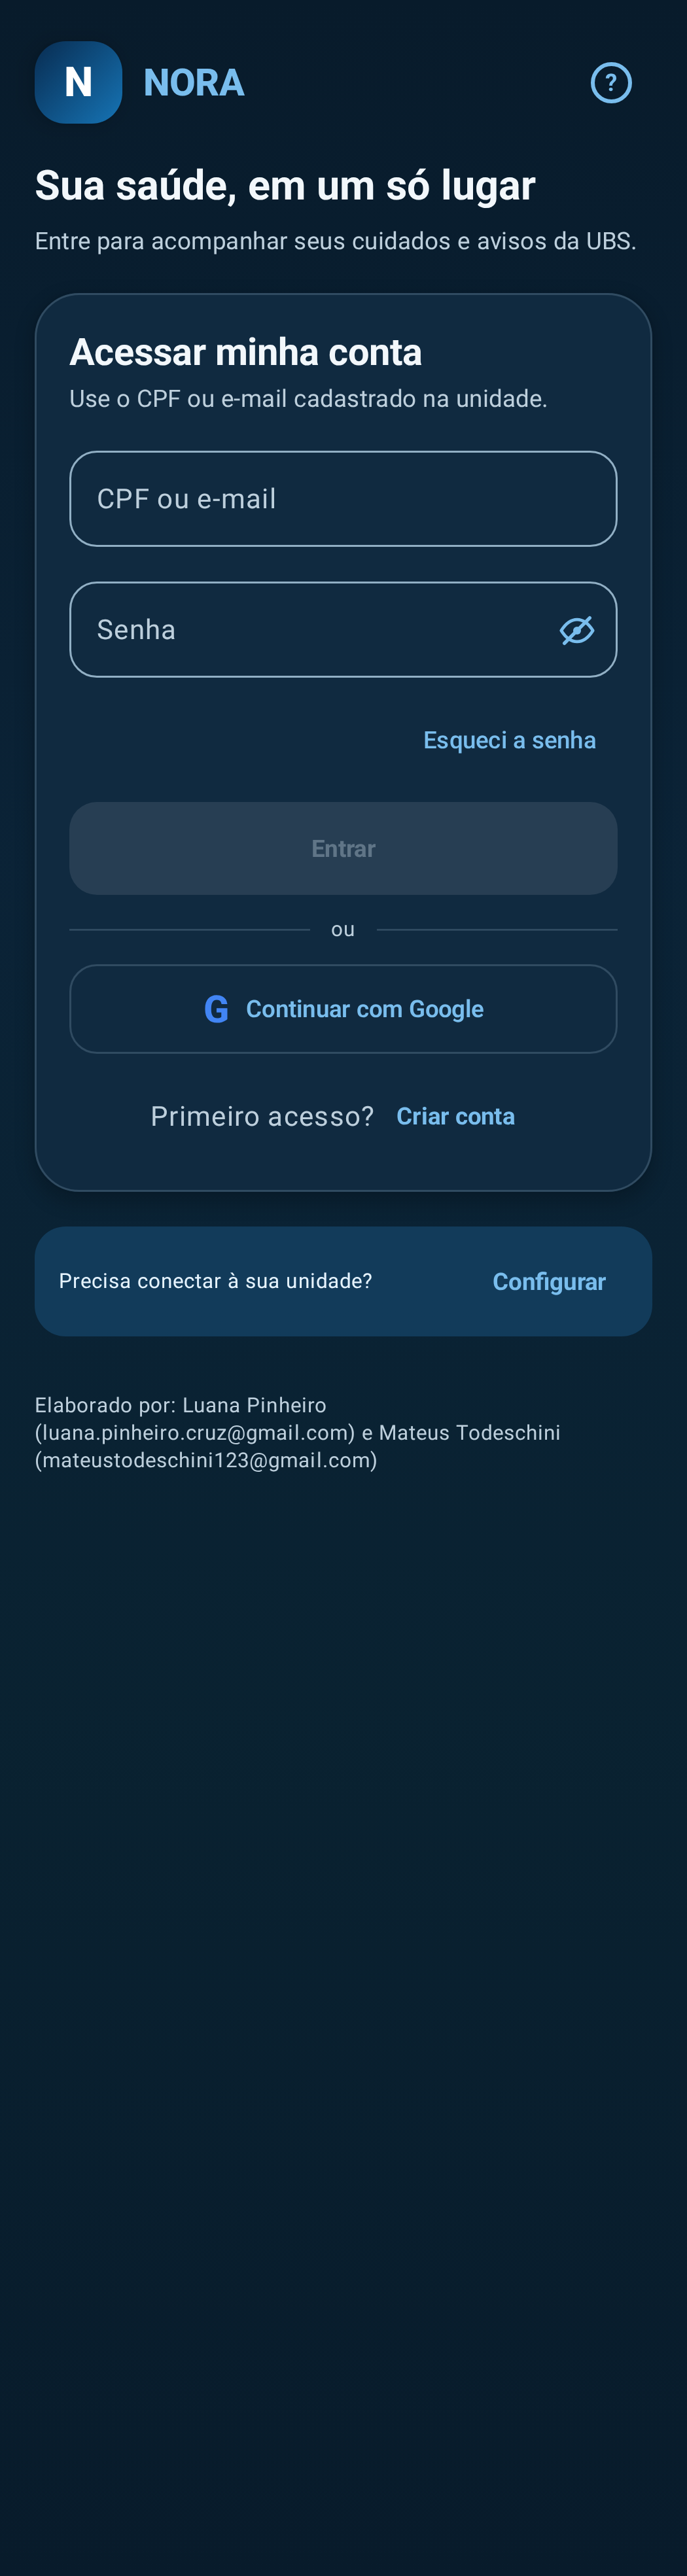 N
NORA
?
Sua saúde, em um só lugar
Entre para acompanhar seus cuidados e avisos da UBS.
Acessar minha conta
Use o CPF ou e-mail cadastrado na unidade.
CPF ou e-mail
Senha
Esqueci a senha
Entrar
ou
G Continuar com Google
Primeiro acesso? Criar conta
Precisa conectar à sua unidade? Configurar
Elaborado por: Luana Pinheiro
(luana.pinheiro.cruz@gmail.com) e Mateus Todeschini
(mateustodeschini123@gmail.com)